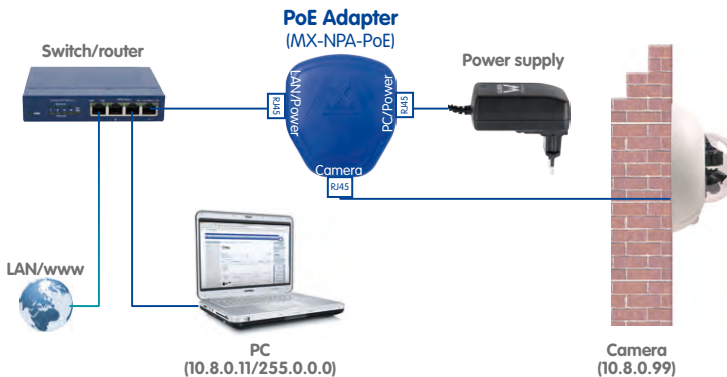 PoE Adapter
(MX-NPA-PoE)
Switch/router
Power supply
LAN/Power
RJ45
PC/Power
RJ45
Camera
RJ45
LAN/www
PC
(10.8.0.11/255.0.0.0)
Camera
(10.8.0.99)